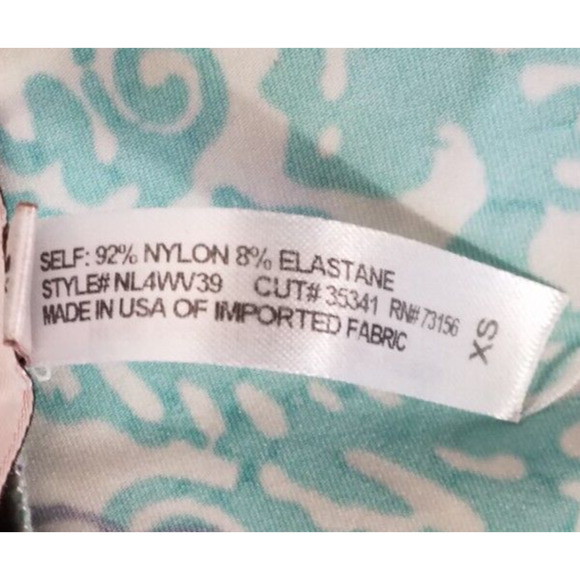 SELF: 92% NYLON 8% ELASTANE
STYLE# NL4WV39 CUT# 35341 RN# 73156
MADE IN USA OF IMPORTED FABRIC
XS